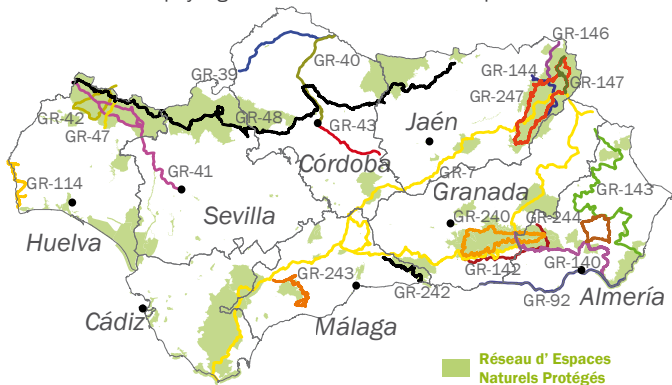 GR-146
GR-40
GR-39
GR-144
GR-147
GR-247
GR-42
GR-48
GR-43
Jaén
GR-47
Córdoba
GR-7
GR-41
GR-143
GR-114
Granada
Sevilla
GR-240
GR-244
Huelva
GR-142
GR-140
GR-243
GR-242
GR-92
Almería
Cádiz
Málaga
Réseau d' Espaces
Naturels Protégés